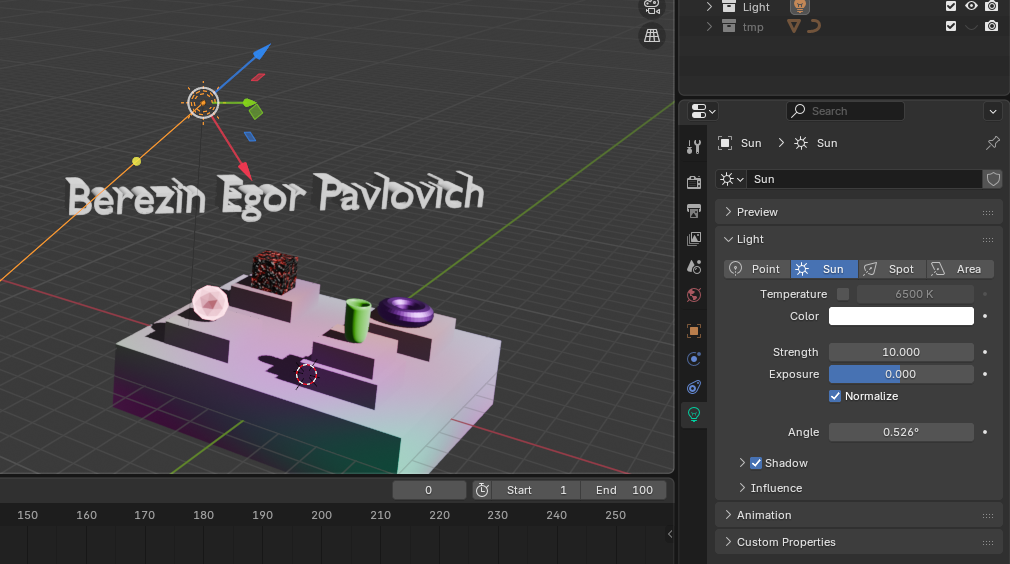 Light
tmp
Search
Sun > Sun
Sun
Preview
Light
Point Sun Spot Area
Temperature 6500 K
Color
Strength 10.000
Exposure 0.000
Normalize
Angle 0.526°
Shadow
Influence
Animation
Custom Properties
Berezin Egor Pavlovich
0 Start 1 End 100
150 160 170 180 190 200 210 220 230 240 250